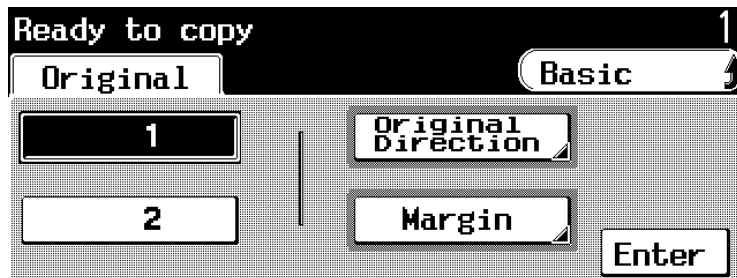 Ready to copy 1
Original Basic
1
Original
Direction
2
Margin
Enter